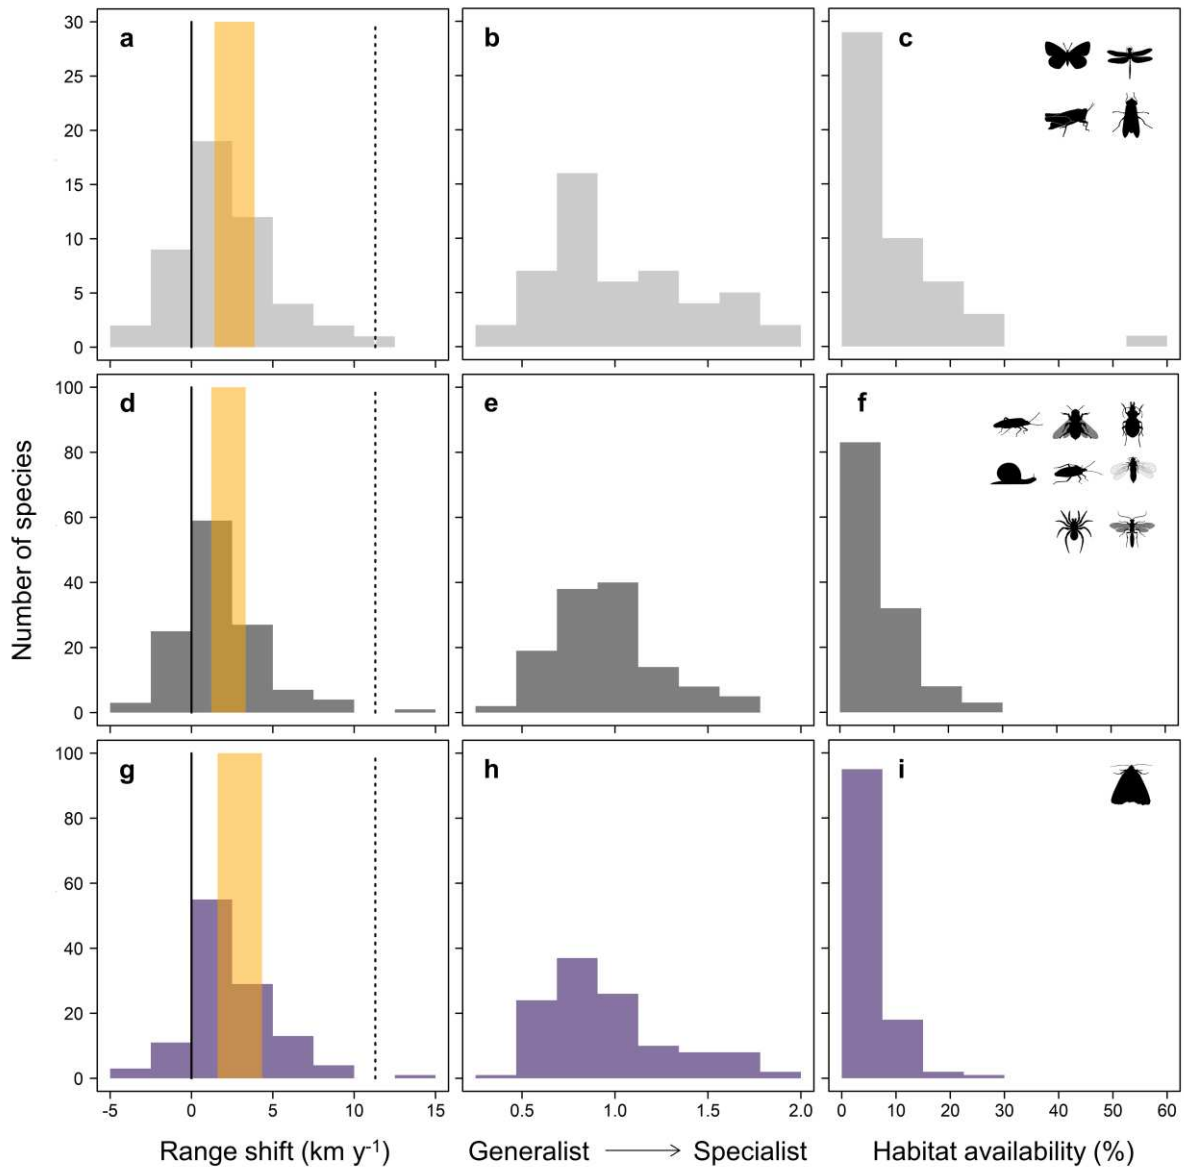 a
b
c
30
25
20
15
10
5
0
d
e
f
100
80
60
40
20
0
Number of species
g
h
i
100
80
60
40
20
0
-5 0 5 10 15
0.5 1.0 1.5 2.0
0 10 20 30 40 50 60
Range shift (km y-1)
Generalist → Specialist
Habitat availability (%)